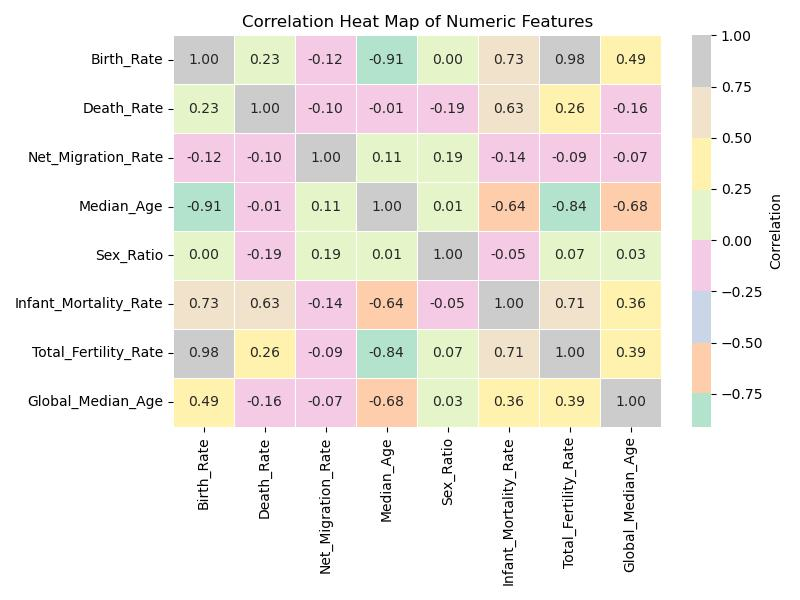 Correlation Heat Map of Numeric Features
Birth_Rate 1.00 0.23 -0.12 -0.91 0.00 0.73 0.98 0.49
Death_Rate 0.23 1.00 -0.10 -0.01 -0.19 0.63 0.26 -0.16
Net_Migration_Rate -0.12 -0.10 1.00 0.11 0.19 -0.14 -0.09 -0.07
Median_Age -0.91 -0.01 0.11 1.00 0.01 -0.64 -0.84 -0.68
Sex_Ratio 0.00 -0.19 0.19 0.01 1.00 -0.05 0.07 0.03
Infant_Mortality_Rate 0.73 0.63 -0.14 -0.64 -0.05 1.00 0.71 0.36
Total_Fertility_Rate 0.98 0.26 -0.09 -0.84 0.07 0.71 1.00 0.39
Global_Median_Age 0.49 -0.16 -0.07 -0.68 0.03 0.36 0.39 1.00
Birth_Rate
Death_Rate
Net_Migration_Rate
Median_Age
Sex_Ratio
Infant_Mortality_Rate
Total_Fertility_Rate
Global_Median_Age
1.00
0.75
0.50
0.25
0.00
−0.25
−0.50
−0.75
Correlation